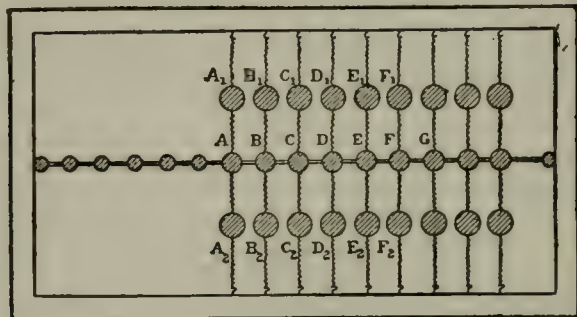 A₁ B₁ C₁ D₁ E₁ F₁
A B C D E F G
A₂ B₂ C₂ D₂ E₂ F₂